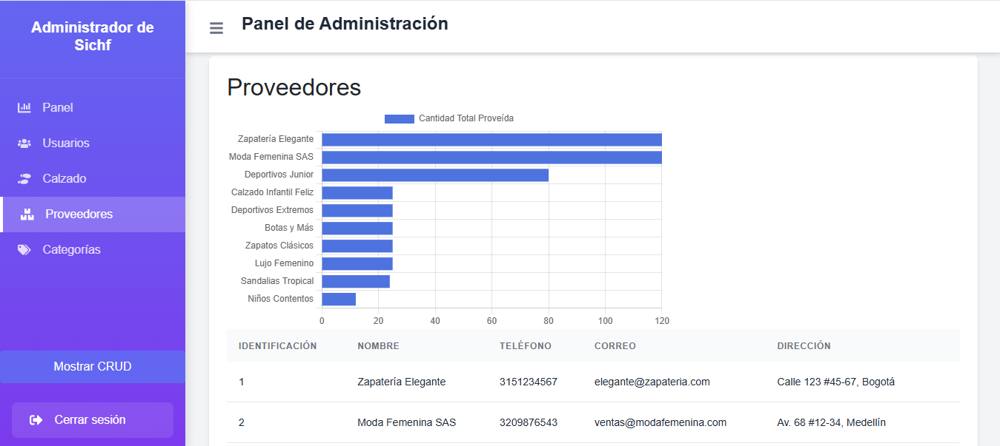 Administrador de
Sichf
Panel
Usuarios
Calzado
Proveedores
Categorías
Mostrar CRUD
Cerrar sesión
Panel de Administración
Proveedores
Cantidad Total Proveída
Zapatería Elegante
Moda Femenina SAS
Deportivos Junior
Calzado Infantil Feliz
Deportivos Extremos
Botas y Más
Zapatos Clásicos
Lujo Femenino
Sandalias Tropical
Niños Contentos
0 20 40 60 80 100 120
IDENTIFICACIÓN NOMBRE TELÉFONO CORREO DIRECCIÓN
1 Zapatería Elegante 3151234567 elegante@zapateria.com Calle 123 #45-67, Bogotá
2 Moda Femenina SAS 3209876543 ventas@modafemenina.com Av. 68 #12-34, Medellín